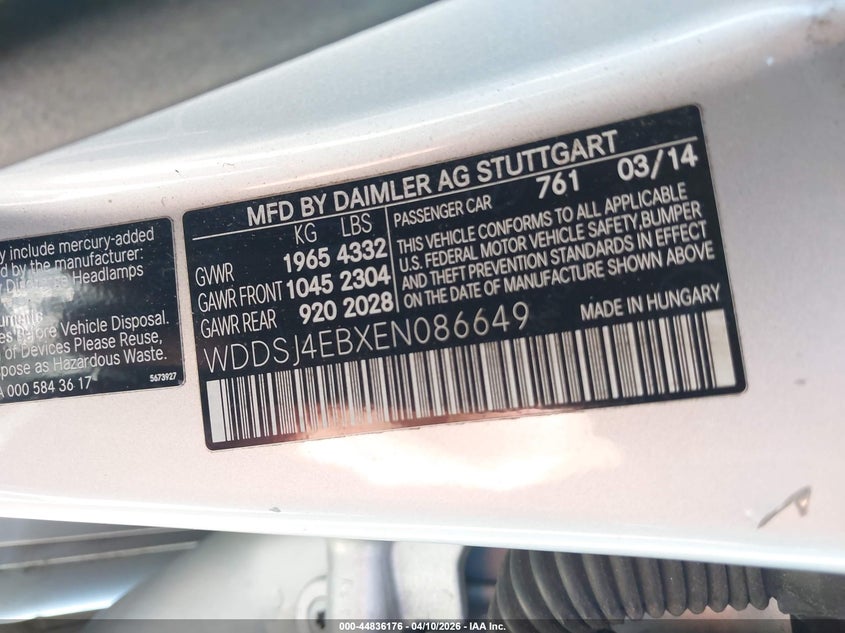 MFD BY DAIMLER AG STUTTGART
KG LBS
GVWR 1965 4332
GAWR FRONT 1045 2304
GAWR REAR 920 2028
PASSENGER CAR 761 03/14
THIS VEHICLE CONFORMS TO ALL APPLICABLE
U.S. FEDERAL MOTOR VEHICLE SAFETY, BUMPER
AND THEFT PREVENTION STANDARDS IN EFFECT
ON THE DATE OF MANUFACTURE SHOWN ABOVE
MADE IN HUNGARY
WDDSJ4EBXEN086649
include mercury-added
by the manufacturer:
Headlamps
Before Vehicle Disposal.
of Devices Please Reuse,
as Hazardous Waste.
A 000 584 36 17
5673927
000-44836176 - 04/10/2026 - IAA Inc.